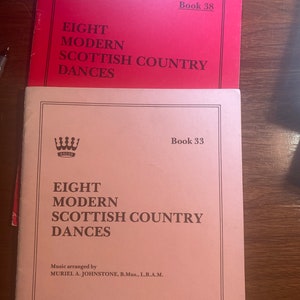 Book 38
EIGHT
MODERN
SCOTTISH COUNTRY
DANCES
Book 33
EIGHT
MODERN
SCOTTISH COUNTRY
DANCES
Music arranged by
MURIEL A. JOHNSTONE, B.Mus., L.R.A.M.